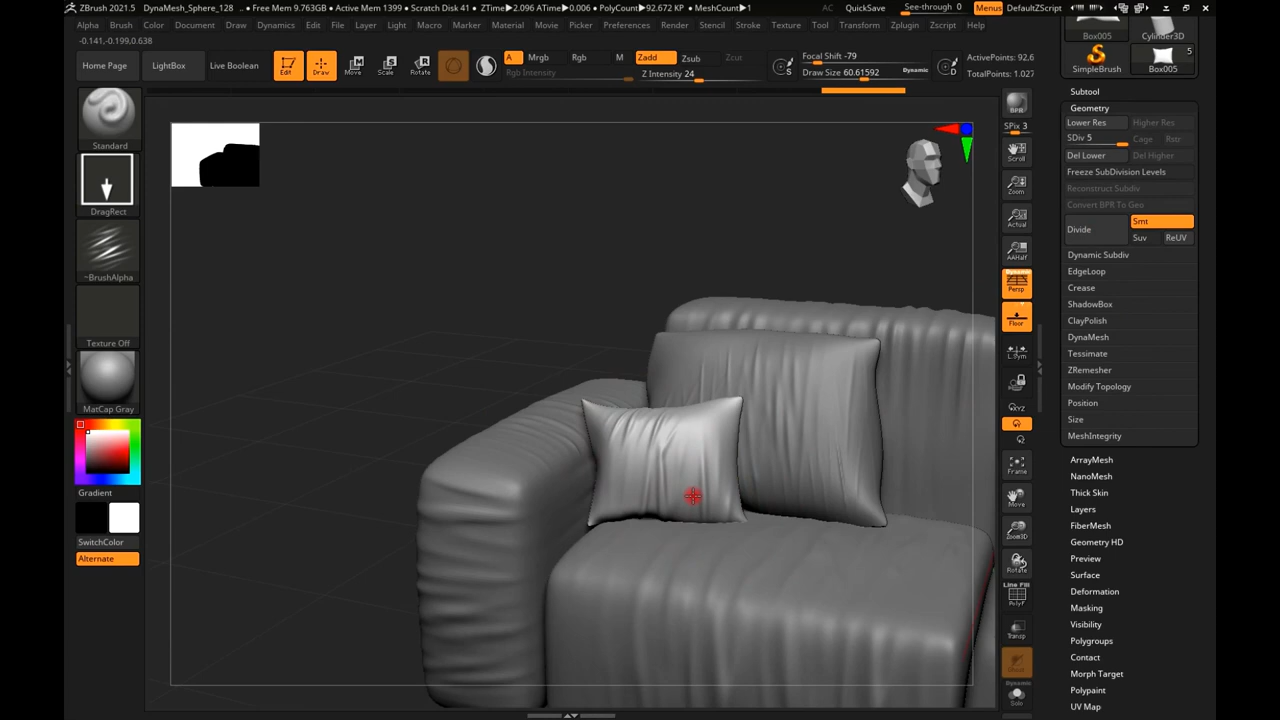 ZBrush 2021.5 DynaMesh_Sphere_128 .. • Free Mem 9.763GB • Active Mem 1399 • Scratch Disk 41 • ZTime▶2.096 ATime▶0.006 • PolyCount▶92.672 KP • MeshCount▶1 AC QuickSave See-through 0 Menus DefaultZScript
Alpha Brush Color Document Draw Dynamics Edit File Layer Light Macro Marker Material Movie Picker Preferences Render Stencil Stroke Texture Tool Transform Zplugin Zscript Help
-0.141,-0.199,0.638
Home Page LightBox Live Boolean
Edit Draw Move Scale Rotate
A Mrgb Rgb M Zadd Zsub Zcut
Rgb Intensity Z Intensity 24
S Focal Shift -79
Draw Size 60.61592 Dynamic
D ActivePoints: 92.6
TotalPoints: 1.027
Standard
DragRect
~BrushAlpha
Texture Off
MatCap Gray
Gradient
SwitchColor
Alternate
BPR
SPix 3
Scroll
Zoom
Actual
AAHalf
Dynamic
Persp
Floor
L.Sym
XYZ
Frame
Move
Zoom3D
Rotate
Line Fill
PolyF
Transp
Dynamic
Solo
Box005 Cylinder3D
5
SimpleBrush Box005
Subtool
Geometry
Lower Res Higher Res
SDiv 5 Cage Rstr
Del Lower Del Higher
Freeze SubDivision Levels
Reconstruct Subdiv
Convert BPR To Geo
Divide Smt
Suv ReUV
Dynamic Subdiv
EdgeLoop
Crease
ShadowBox
ClayPolish
DynaMesh
Tessimate
ZRemesher
Modify Topology
Position
Size
MeshIntegrity
ArrayMesh
NanoMesh
Thick Skin
Layers
FiberMesh
Geometry HD
Preview
Surface
Deformation
Masking
Visibility
Polygroups
Contact
Morph Target
Polypaint
UV Map